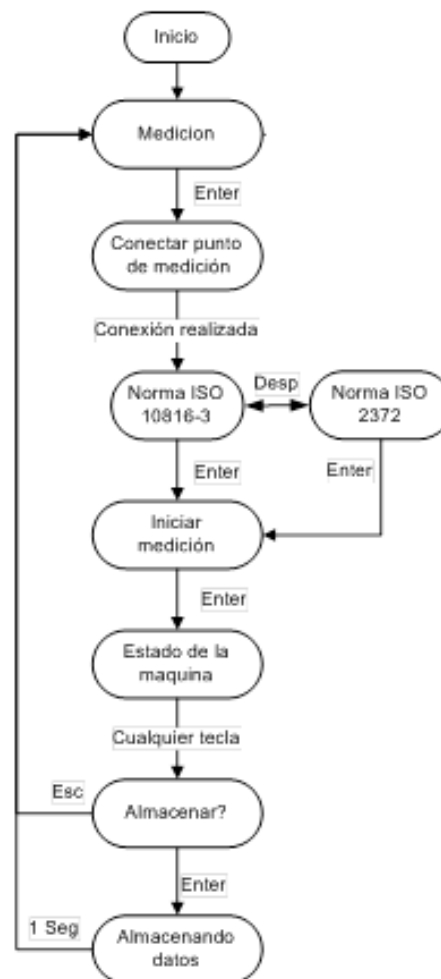 Inicio
Medicion
Enter
Conectar punto
de medición
Conexión realizada
Norma ISO
10816-3
Desp
Norma ISO
2372
Enter
Enter
Iniciar
medición
Enter
Estado de la
maquina
Cualquier tecla
Esc
Almacenar?
Enter
1 Seg
Almacenando
datos